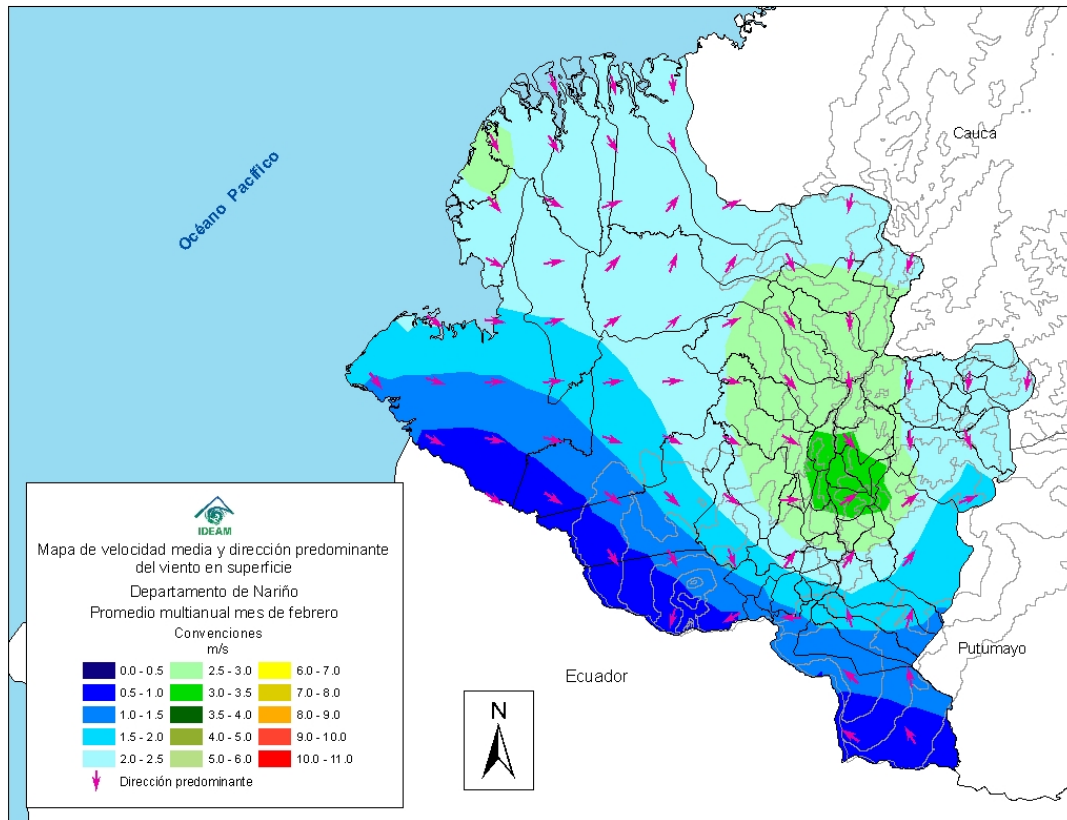 Cauca
Océano Pacífico
IDEAM
Mapa de velocidad media y dirección predominante
del viento en superficie
Departamento de Nariño
Promedio multianual mes de febrero
Convenciones
m/s
0.0 - 0.5 2.5 - 3.0 6.0 - 7.0
0.5 - 1.0 3.0 - 3.5 7.0 - 8.0
1.0 - 1.5 3.5 - 4.0 8.0 - 9.0
1.5 - 2.0 4.0 - 5.0 9.0 - 10.0
2.0 - 2.5 5.0 - 6.0 10.0 - 11.0
Dirección predominante
Ecuador
Putumayo
N